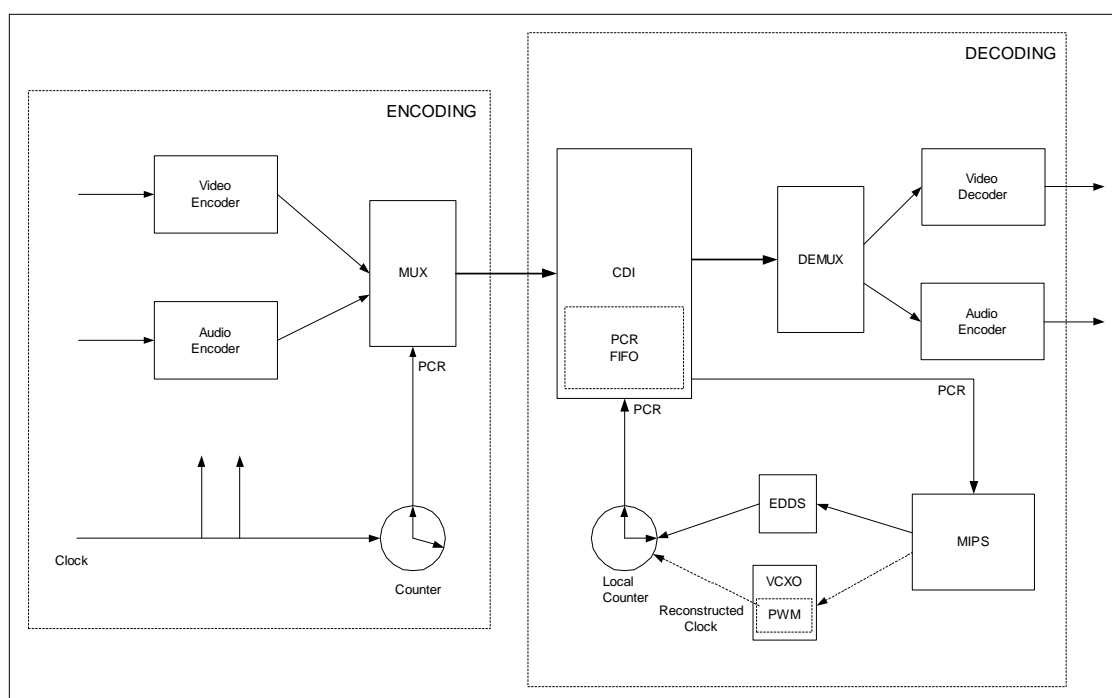 DECODING
ENCODING
Video
Encoder
Audio
Encoder
MUX
PCR
Clock
Counter
CDI
PCR
FIFO
PCR
DEMUX
Video
Decoder
Audio
Encoder
PCR
EDDS
MIPS
VCXO
PWM
Local
Counter
Reconstructed
Clock